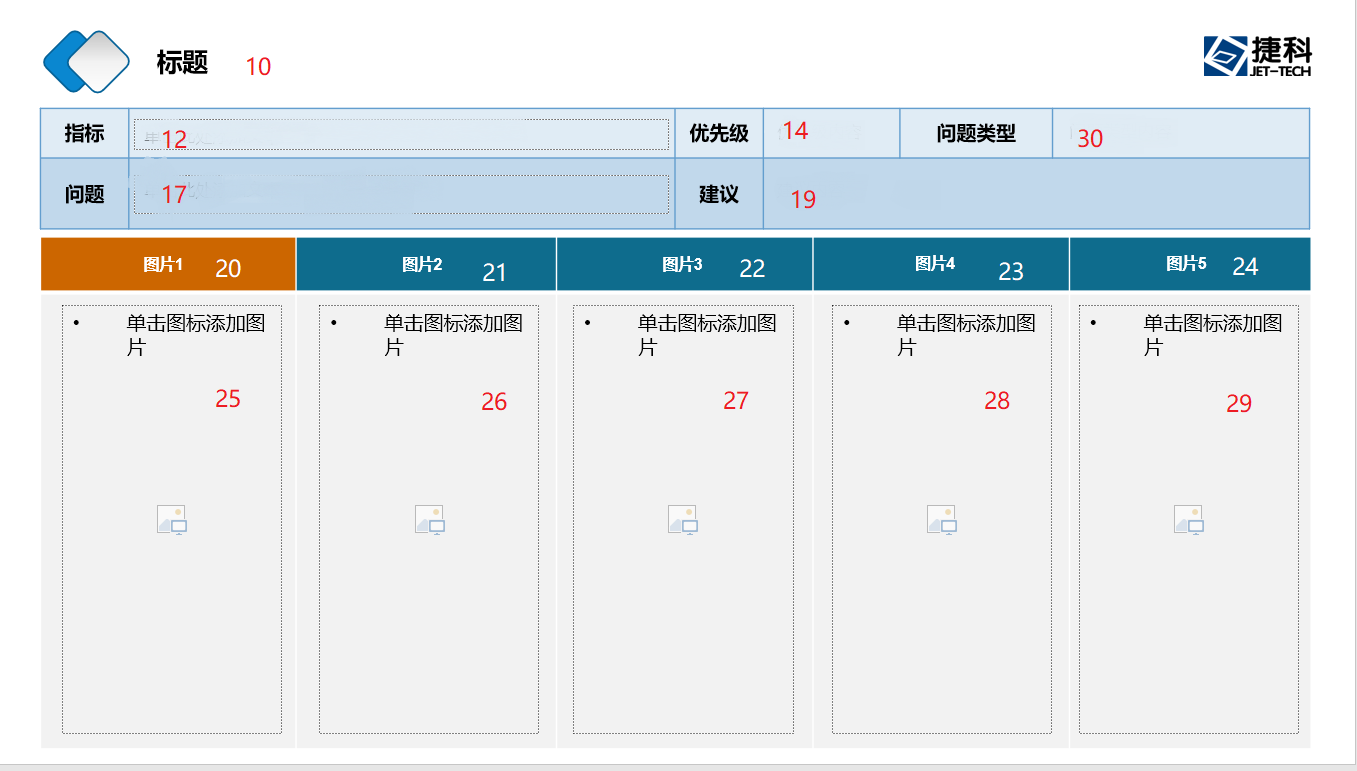 标题 10
捷科
JET-TECH
指标 12 优先级 14 问题类型 30
问题 17 建议 19
图片1 20 图片2 21 图片3 22 图片4 23 图片5 24
• 单击图标添加图 • 单击图标添加图 • 单击图标添加图 • 单击图标添加图 • 单击图标添加图
片 片 片 片 片
25 26 27 28 29